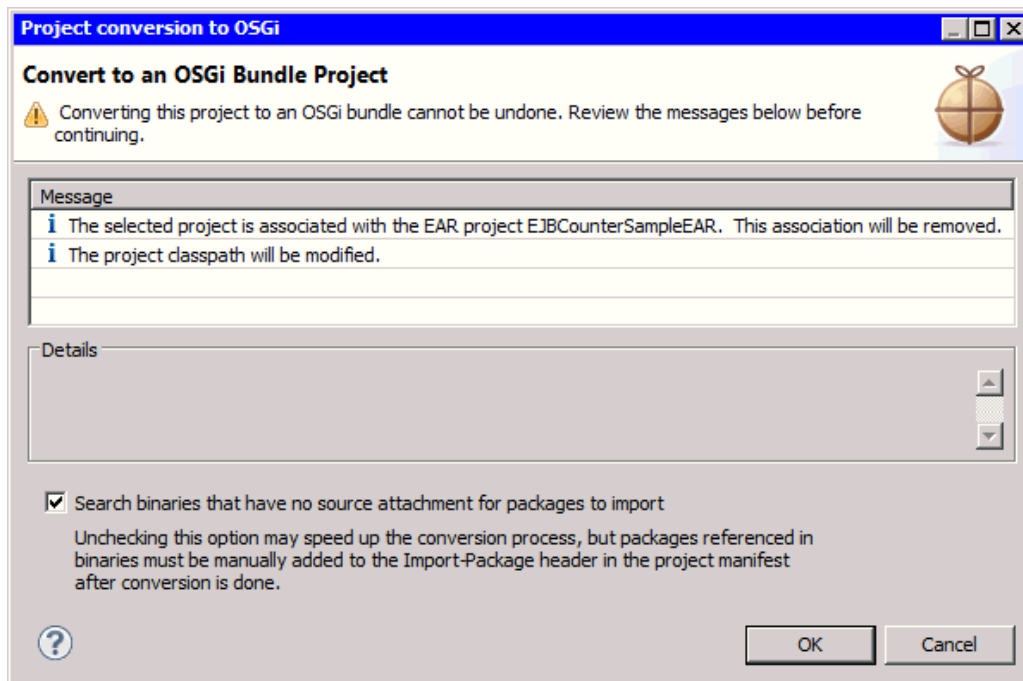 Project conversion to OSGi
Convert to an OSGi Bundle Project
Converting this project to an OSGi bundle cannot be undone. Review the messages below before
continuing.
Message
The selected project is associated with the EAR project EJBCounterSampleEAR.  This association will be removed.
The project classpath will be modified.
Details
Search binaries that have no source attachment for packages to import
Unchecking this option may speed up the conversion process, but packages referenced in
binaries must be manually added to the Import-Package header in the project manifest
after conversion is done.
OK
Cancel